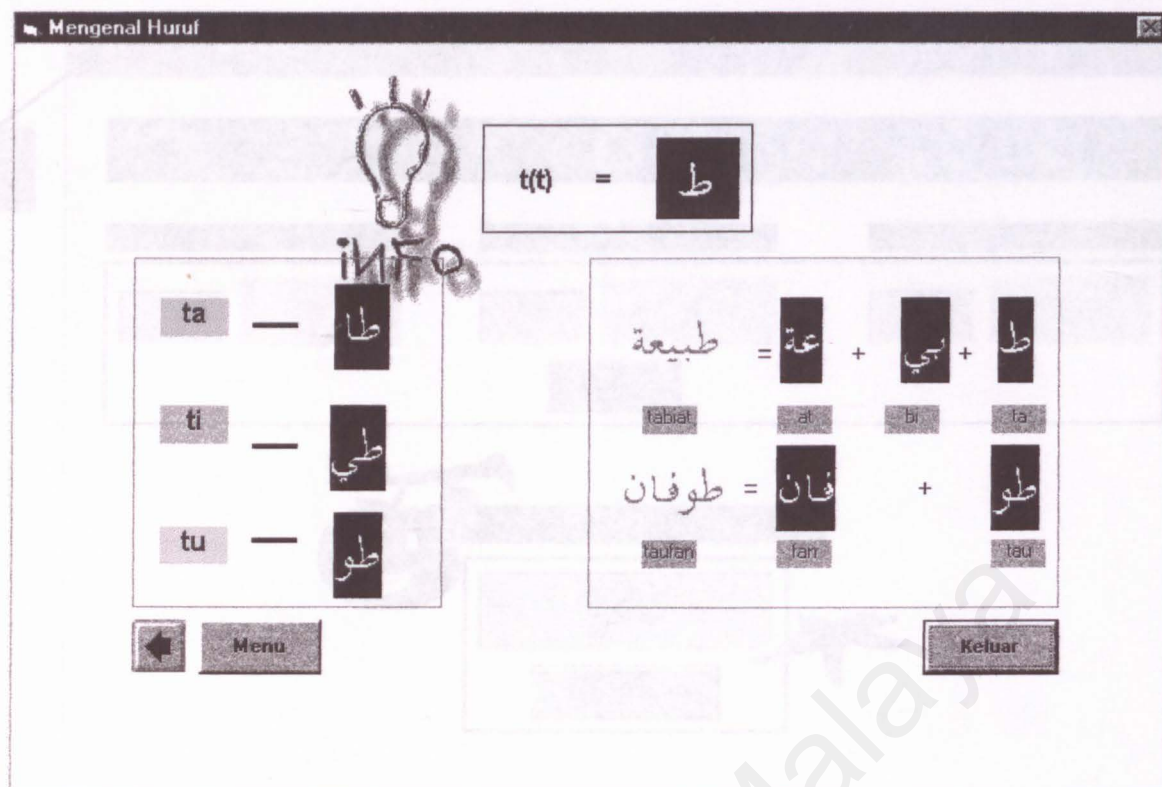 Mengenal Huruf
iNFO
t(t) = ط
ta — طا
ti — طي
tu — طو
طبيعة = عة + بي + ط
tabiat at bi ta
طوفان = فان + طو
taufan fan tau
Menu
Keluar
Malaya